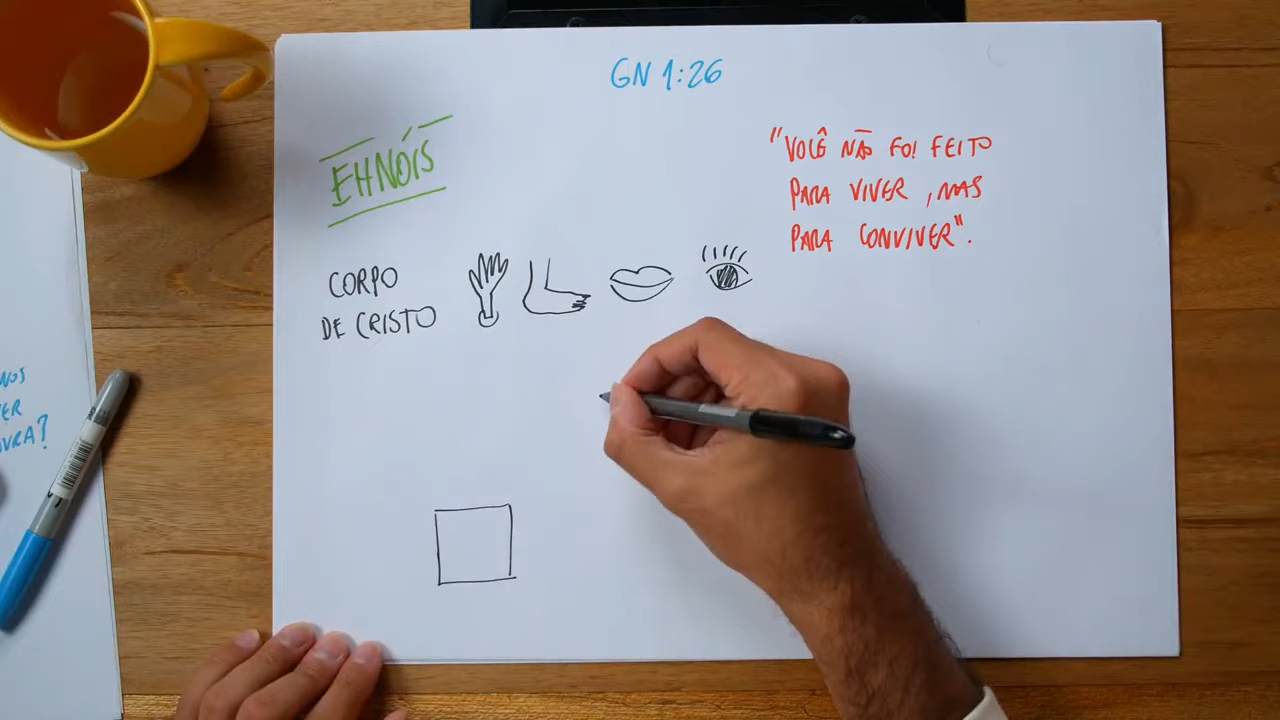 GN 1:26
EHNÓIS
"VOCÊ NÃO FOI FEITO
PARA VIVER, MAS
PARA CONVIVER".
CORPO
DE CRISTO